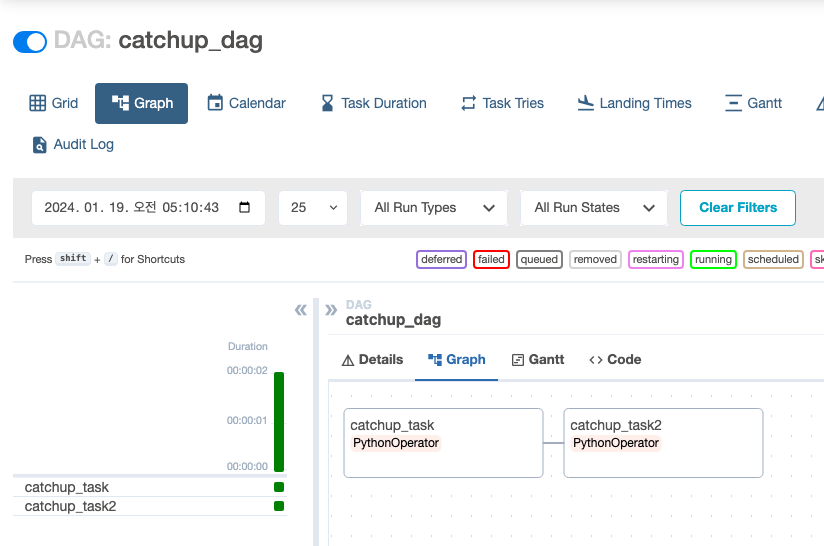 DAG: catchup_dag
Grid Graph Calendar Task Duration Task Tries Landing Times Gantt
Audit Log
2024. 01. 19. 오전 05:10:43 25 All Run Types All Run States Clear Filters
Press shift + / for Shortcuts deferred failed queued removed restarting running scheduled
DAG
catchup_dag
Duration
Details Graph Gantt Code
00:00:02
00:00:01
00:00:00
catchup_task catchup_task2
PythonOperator PythonOperator
catchup_task
catchup_task2